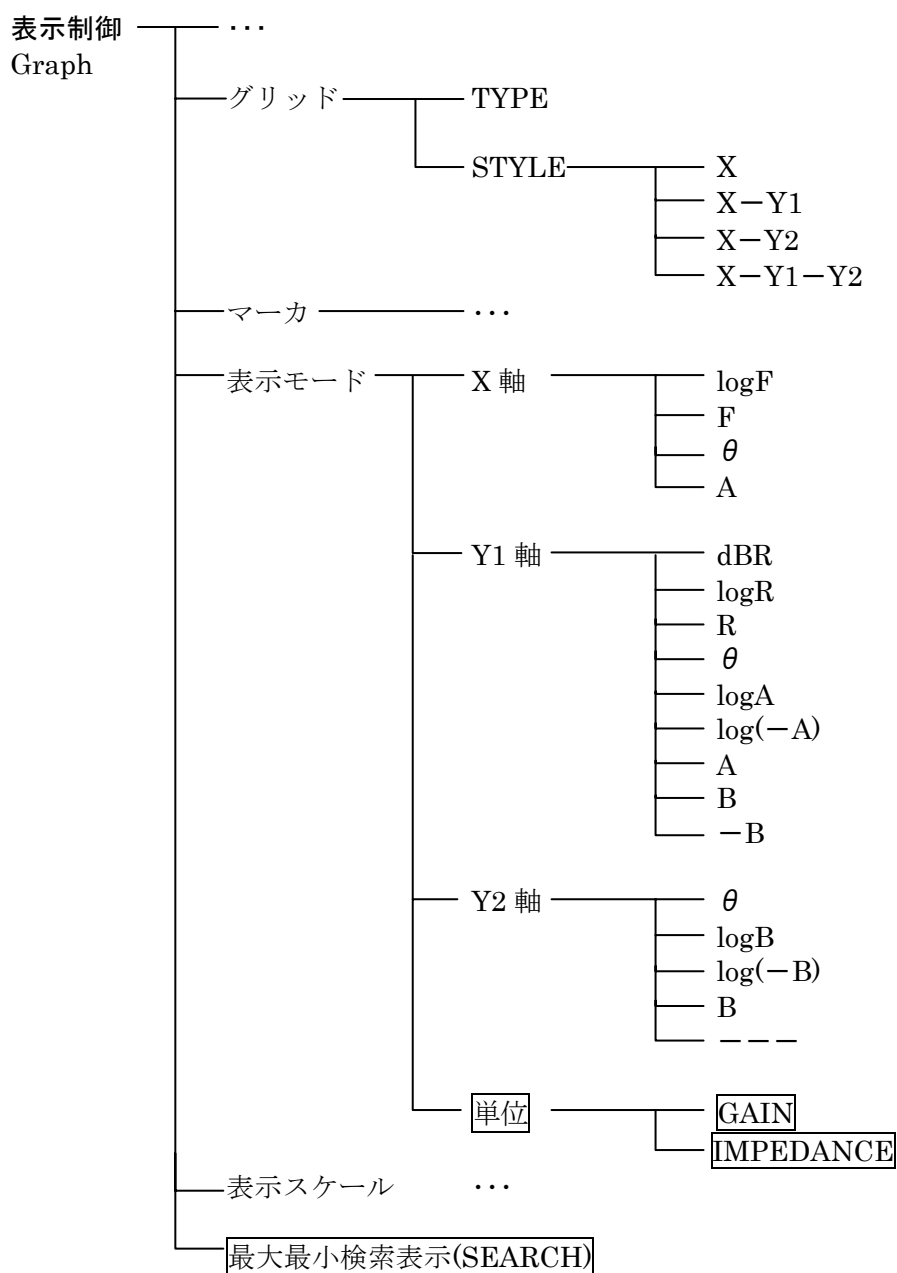 表示制御 ···
Graph
グリッド TYPE
STYLE X
X-Y1
X-Y2
X-Y1-Y2
マーカ ···
表示モード X 軸 logF
F
θ
A
Y1 軸 dBR
logR
R
θ
logA
log(-A)
A
B
-B
Y2 軸 θ
logB
log(-B)
B
---
単位 GAIN
IMPEDANCE
表示スケール ···
最大最小検索表示(SEARCH)